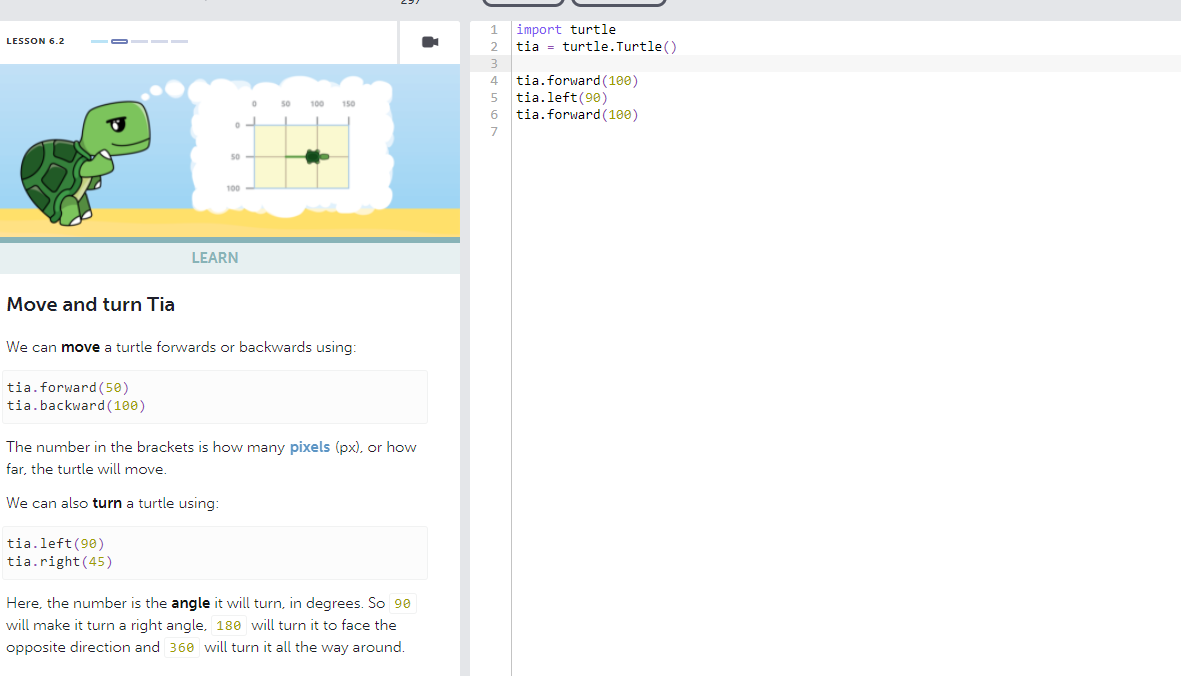 LESSON 6.2
0 50 100 150
0
50
100
LEARN
Move and turn Tia
We can move a turtle forwards or backwards using:
tia.forward(50)
tia.backward(100)
The number in the brackets is how many pixels (px), or how
far, the turtle will move.
We can also turn a turtle using:
tia.left(90)
tia.right(45)
Here, the number is the angle it will turn, in degrees. So 90
will make it turn a right angle, 180 will turn it to face the
opposite direction and 360 will turn it all the way around.
1 import turtle
2 tia = turtle.Turtle()
3
4 tia.forward(100)
5 tia.left(90)
6 tia.forward(100)
7